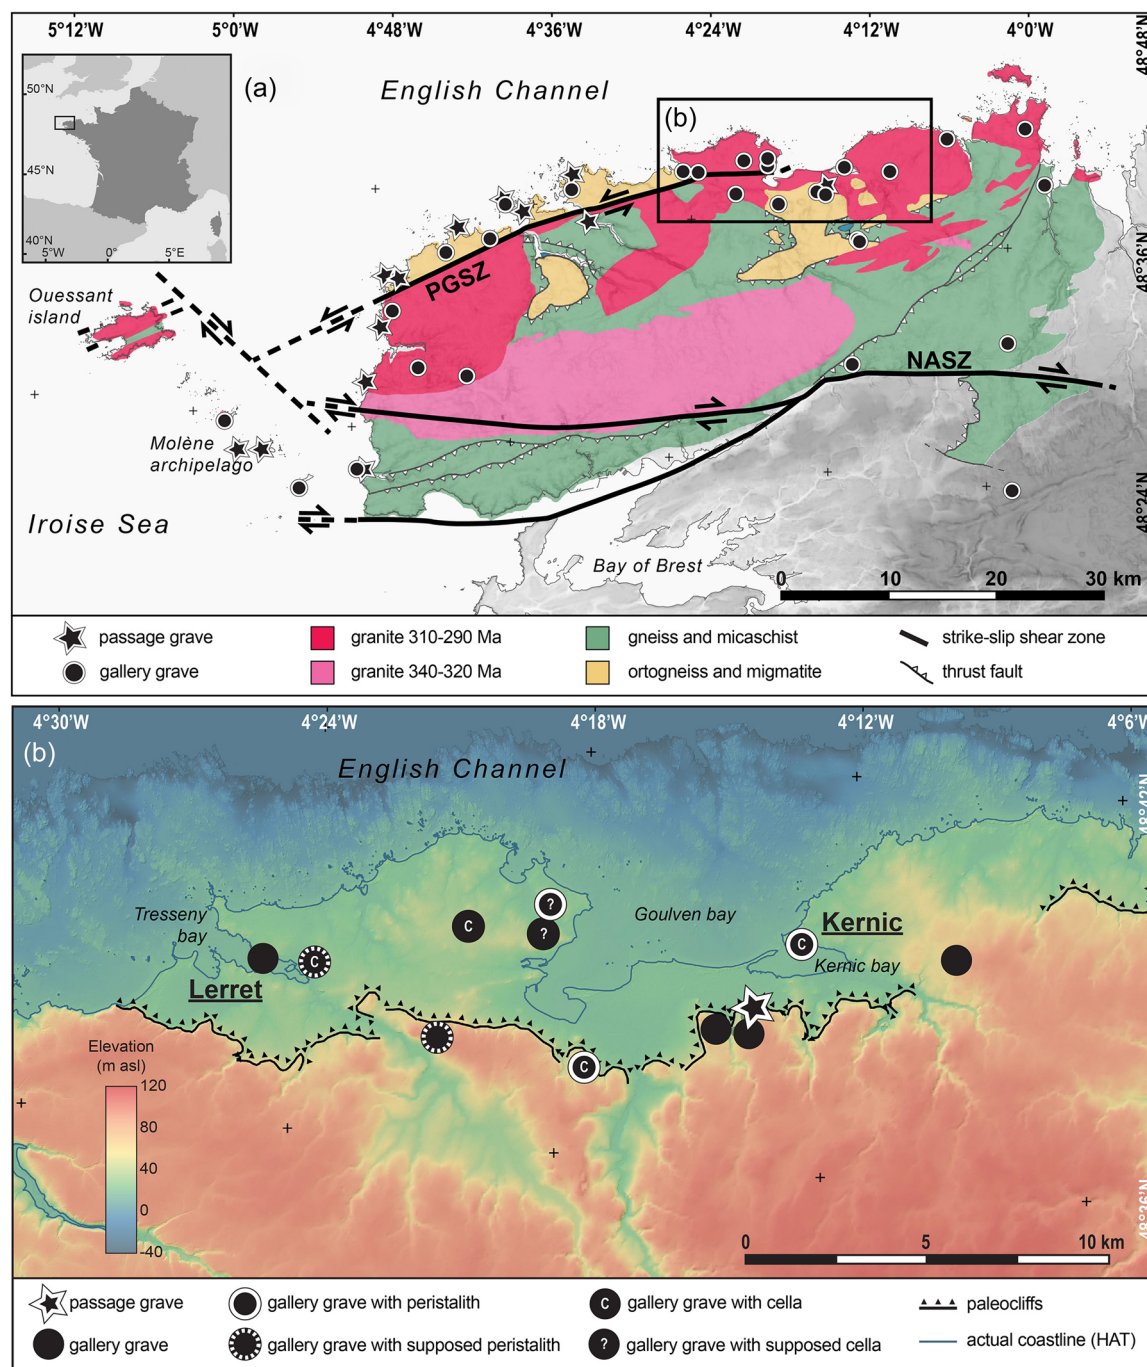 5°12’W 5°0’W 4°48’W 4°36’W 4°24’W 4°12’W 4°0’W
48°48’N
50°N
45°N
40°N
5°W 0° 5°E
(a)
English Channel
(b)
48°36’N
PGSZ
Ouessant
island
NASZ
Molène
archipelago
48°24’N
Iroise Sea
Bay of Brest
0 10 20 30 km
passage grave
granite 310-290 Ma
gneiss and micaschist
strike-slip shear zone
gallery grave
granite 340-320 Ma
ortogneiss and migmatite
thrust fault
4°30’W 4°24’W 4°18’W 4°12’W 4°6’W
(b)
English Channel
48°42’N
Tresseny
bay
Goulven bay
Kernic
Kernic bay
Lerret
C
C
?
?
C
C
Elevation
(m asl)
120
80
40
0
-40
48°36’N
0 5 10 km
passage grave
gallery grave with peristalith
C gallery grave with cella
paleocliffs
gallery grave
gallery grave with supposed peristalith
? gallery grave with supposed cella
actual coastline (HAT)